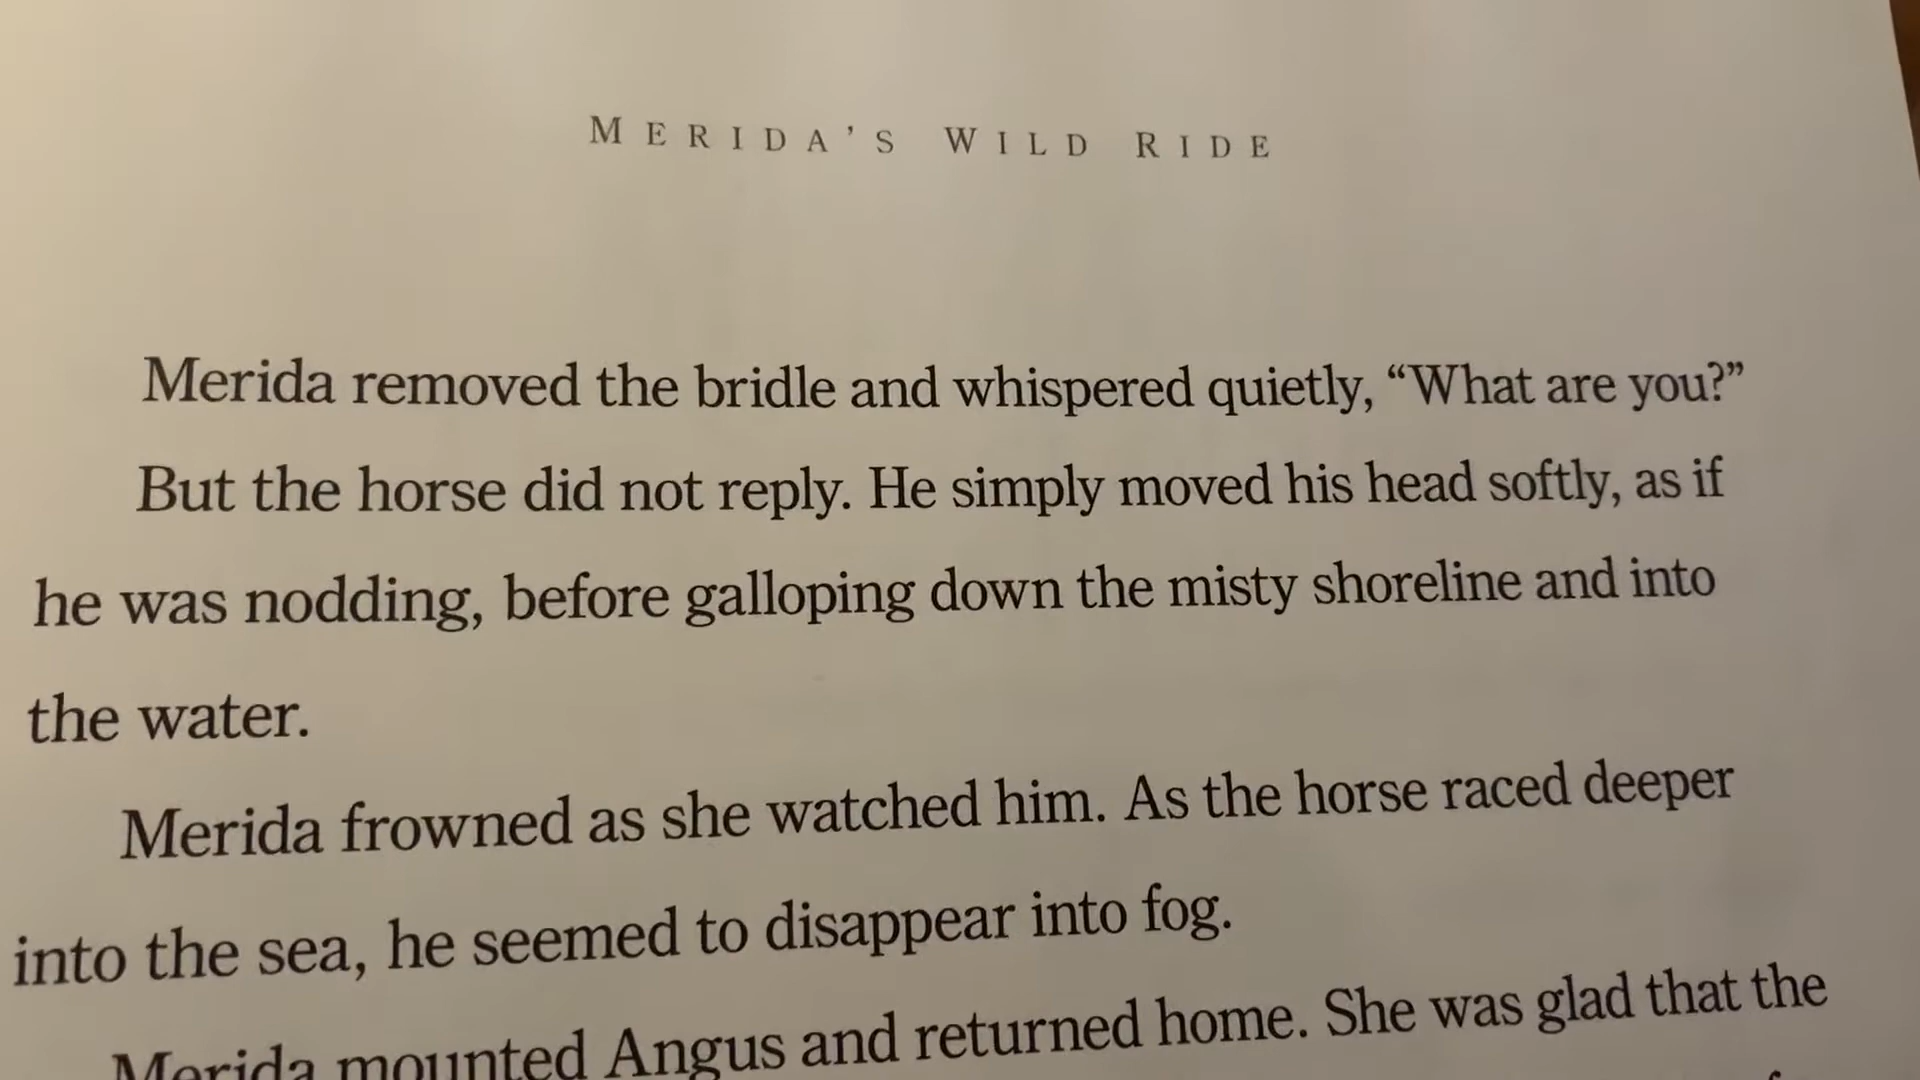 MERIDA'S WILD RIDE
Merida removed the bridle and whispered quietly, “What are you?”
But the horse did not reply. He simply moved his head softly, as if
he was nodding, before galloping down the misty shoreline and into
the water.
Merida frowned as she watched him. As the horse raced deeper
into the sea, he seemed to disappear into fog.
Merida mounted Angus and returned home. She was glad that the